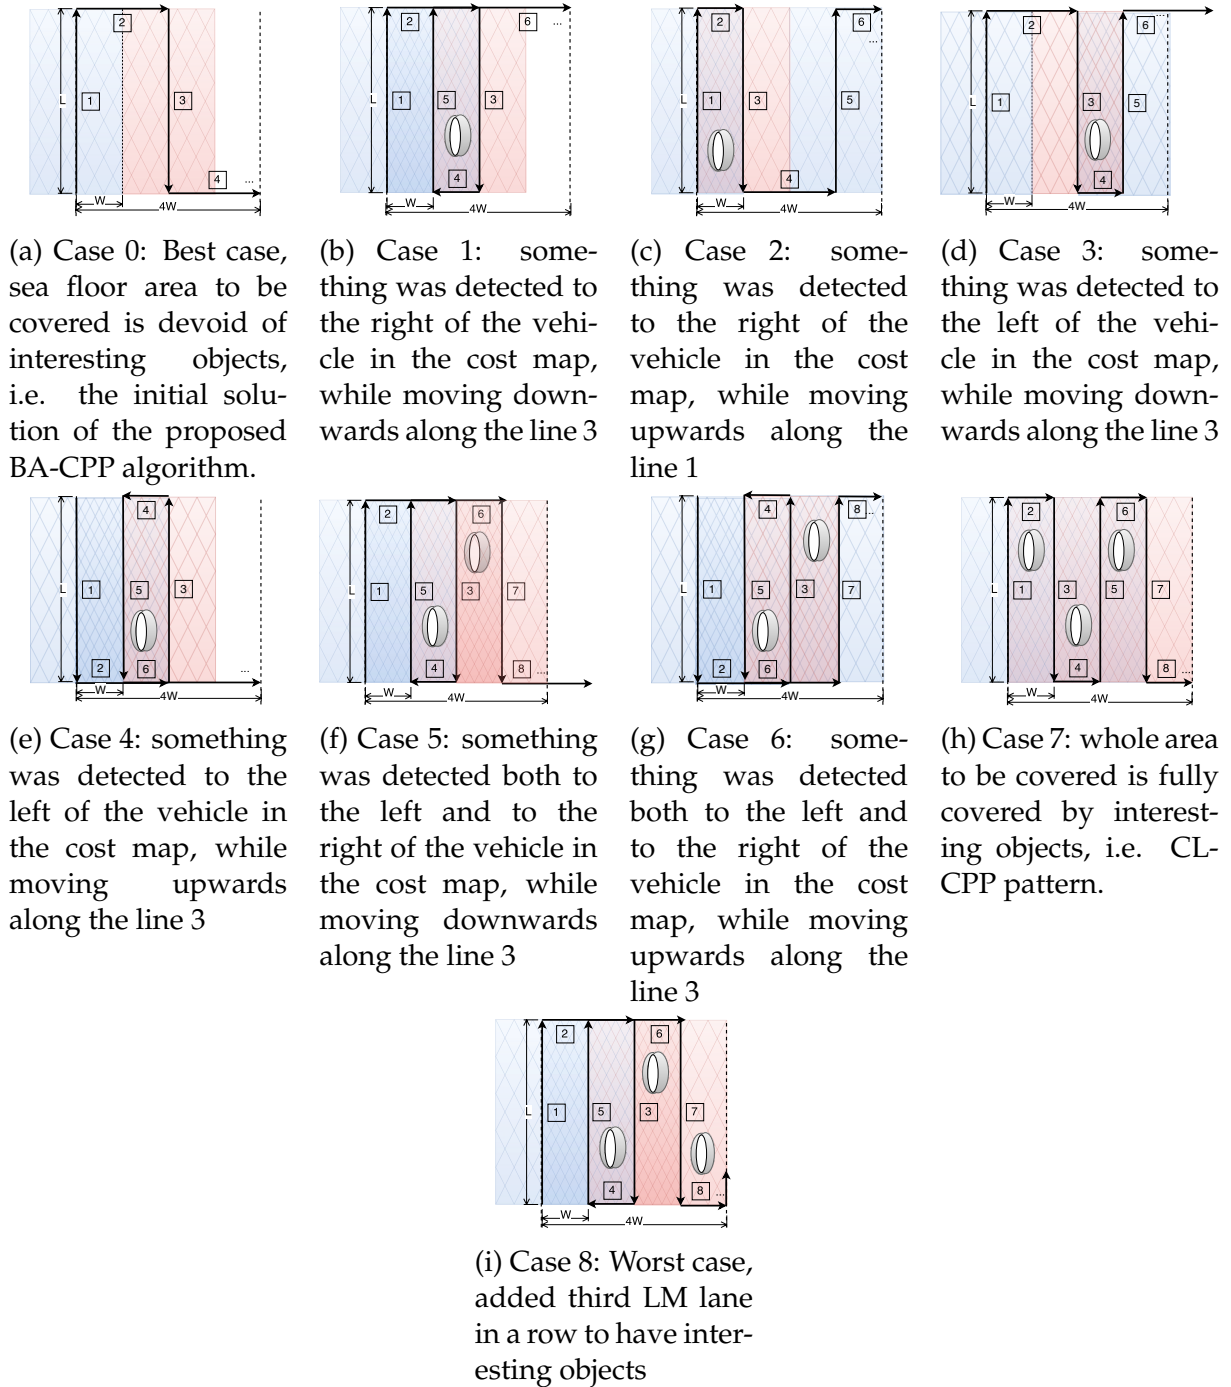 2
6
...
2
6
...
2
6
...
2
6
...
L
1
3
L
1
5
3
L
1
3
5
L
1
3
5
4
...
4
4
4
W
4W
W
4W
W
4W
W
4W
(a) Case 0: Best case,
sea floor area to be
covered is devoid of
interesting objects,
i.e. the initial solu-
tion of the proposed
BA-CPP algorithm.
(b) Case 1: some-
thing was detected to
the right of the vehi-
cle in the cost map,
while moving down-
wards along the line 3
(c) Case 2: some-
thing was detected
to the right of the
vehicle in the cost
map, while moving
upwards along the
line 1
(d) Case 3: some-
thing was detected to
the left of the vehi-
cle in the cost map,
while moving down-
wards along the line 3
4
L
1
5
3
2
6
...
W
4W
2
6
L
1
5
3
7
4
8
...
W
4W
4
8
...
L
1
5
3
7
2
6
W
4W
2
6
L
1
3
5
7
4
8
...
W
4W
(e) Case 4: something
was detected to the
left of the vehicle in
the cost map, while
moving upwards
along the line 3
(f) Case 5: something
was detected both to
the left and to the
right of the vehicle in
the cost map, while
moving downwards
along the line 3
(g) Case 6: some-
thing was detected
both to the left and
to the right of the
vehicle in the cost
map, while moving
upwards along the
line 3
(h) Case 7: whole area
to be covered is fully
covered by interest-
ing objects, i.e. CL-
CPP pattern.
2
6
L
1
5
3
7
4
8
...
W
4W
(i) Case 8: Worst case,
added third LM lane
in a row to have inter-
esting objects